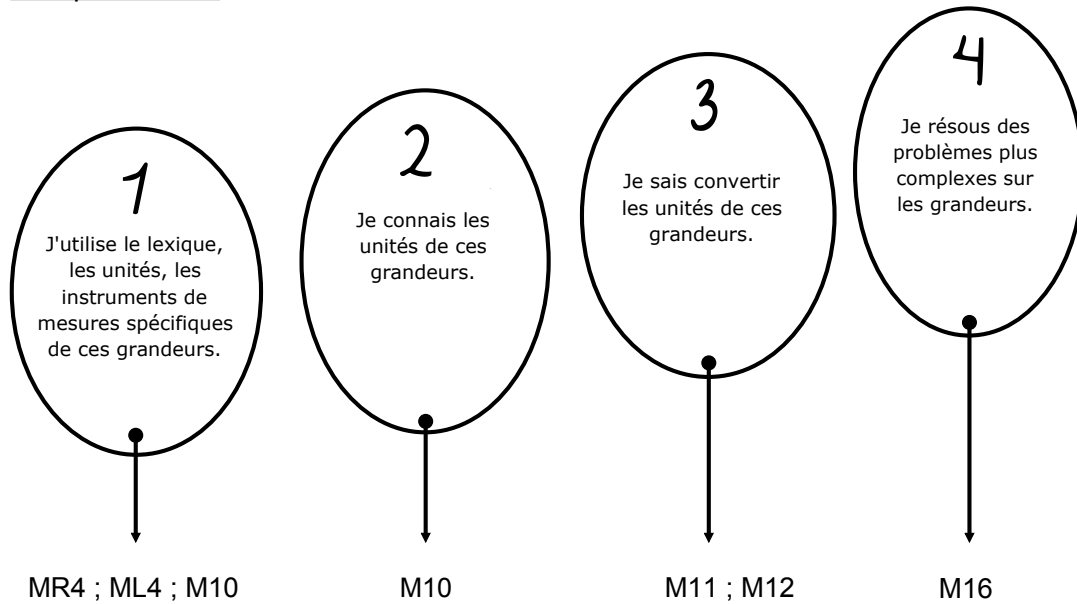 1
J'utilise le lexique,
les unités, les
instruments de
mesures spécifiques
de ces grandeurs.
MR4 ; ML4 ; M10
2
Je connais les
unités de ces
grandeurs.
M10
3
Je sais convertir
les unités de ces
grandeurs.
M11 ; M12
4
Je résous des
problèmes plus
complexes sur
les grandeurs.
M16